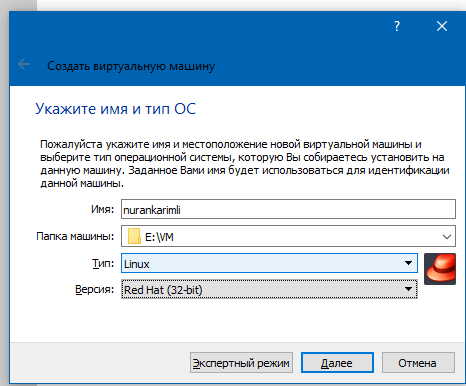 ?
Создать виртуальную машину
Укажите имя и тип ОС
Пожалуйста укажите имя и местоположение новой виртуальной машины и
выберите тип операционной системы, которую Вы собираетесь установить на
данную машину. Заданное Вами имя будет использоваться для идентификации
данной машины.
Имя: nurankarimli
Папка машины: E:\VM
Тип: Linux
Версия: Red Hat (32-bit)
Экспертный режим Далее Отмена